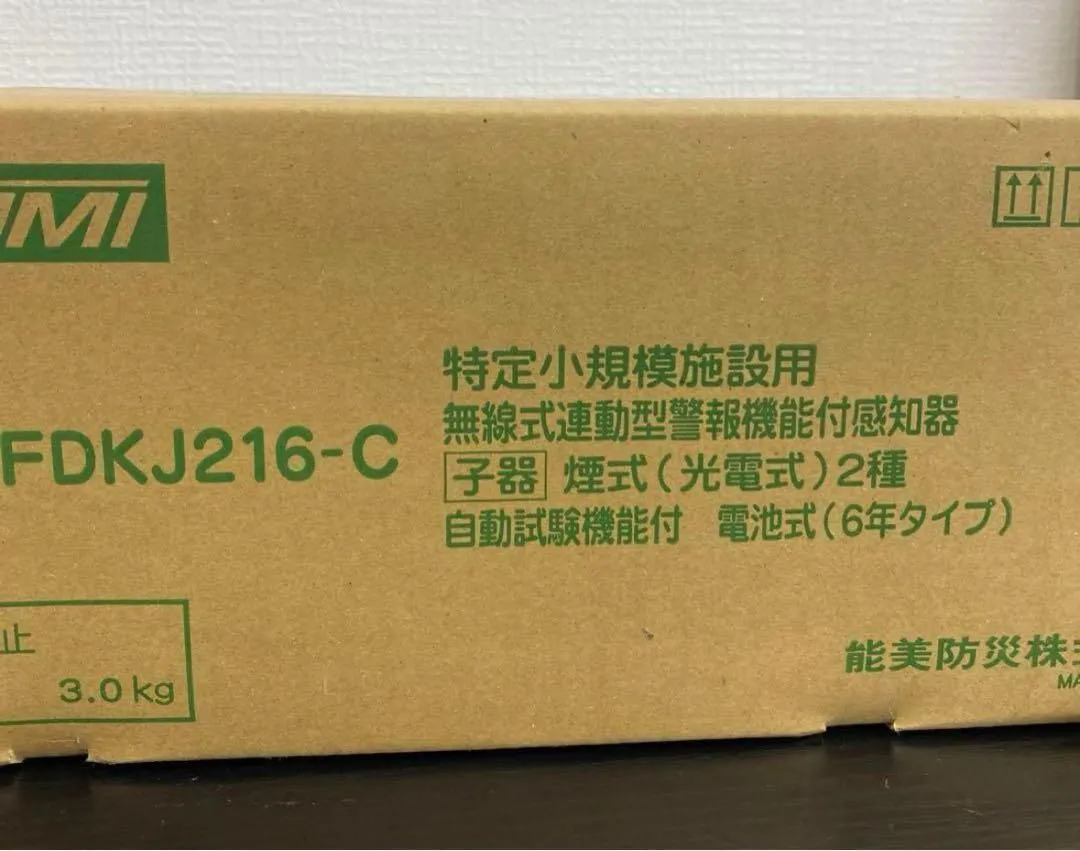 MI
FDKJ216-C
特定小規模施設用
無線式連動型警報機能付感知器
子器 煙式(光電式)2種
自動試験機能付 電池式(6年タイプ)
止
3.0kg
能美防災株式
MA